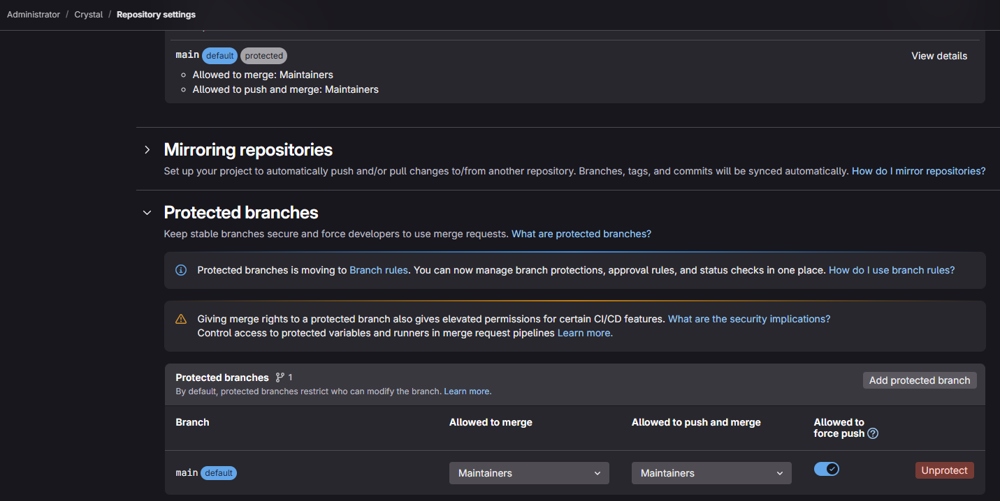 Administrator / Crystal / Repository settings
main default protected View details
Allowed to merge: Maintainers
Allowed to push and merge: Maintainers
Mirroring repositories
Set up your project to automatically push and/or pull changes to/from another repository. Branches, tags, and commits will be synced automatically. How do I mirror repositories?
Protected branches
Keep stable branches secure and force developers to use merge requests. What are protected branches?
Protected branches is moving to Branch rules. You can now manage branch protections, approval rules, and status checks in one place. How do I use branch rules?
Giving merge rights to a protected branch also gives elevated permissions for certain CI/CD features. What are the security implications?
Control access to protected variables and runners in merge request pipelines Learn more.
Protected branches 1 Add protected branch
By default, protected branches restrict who can modify the branch. Learn more.
Branch Allowed to merge Allowed to push and merge Allowed to
force push
main default Maintainers Maintainers Unprotect